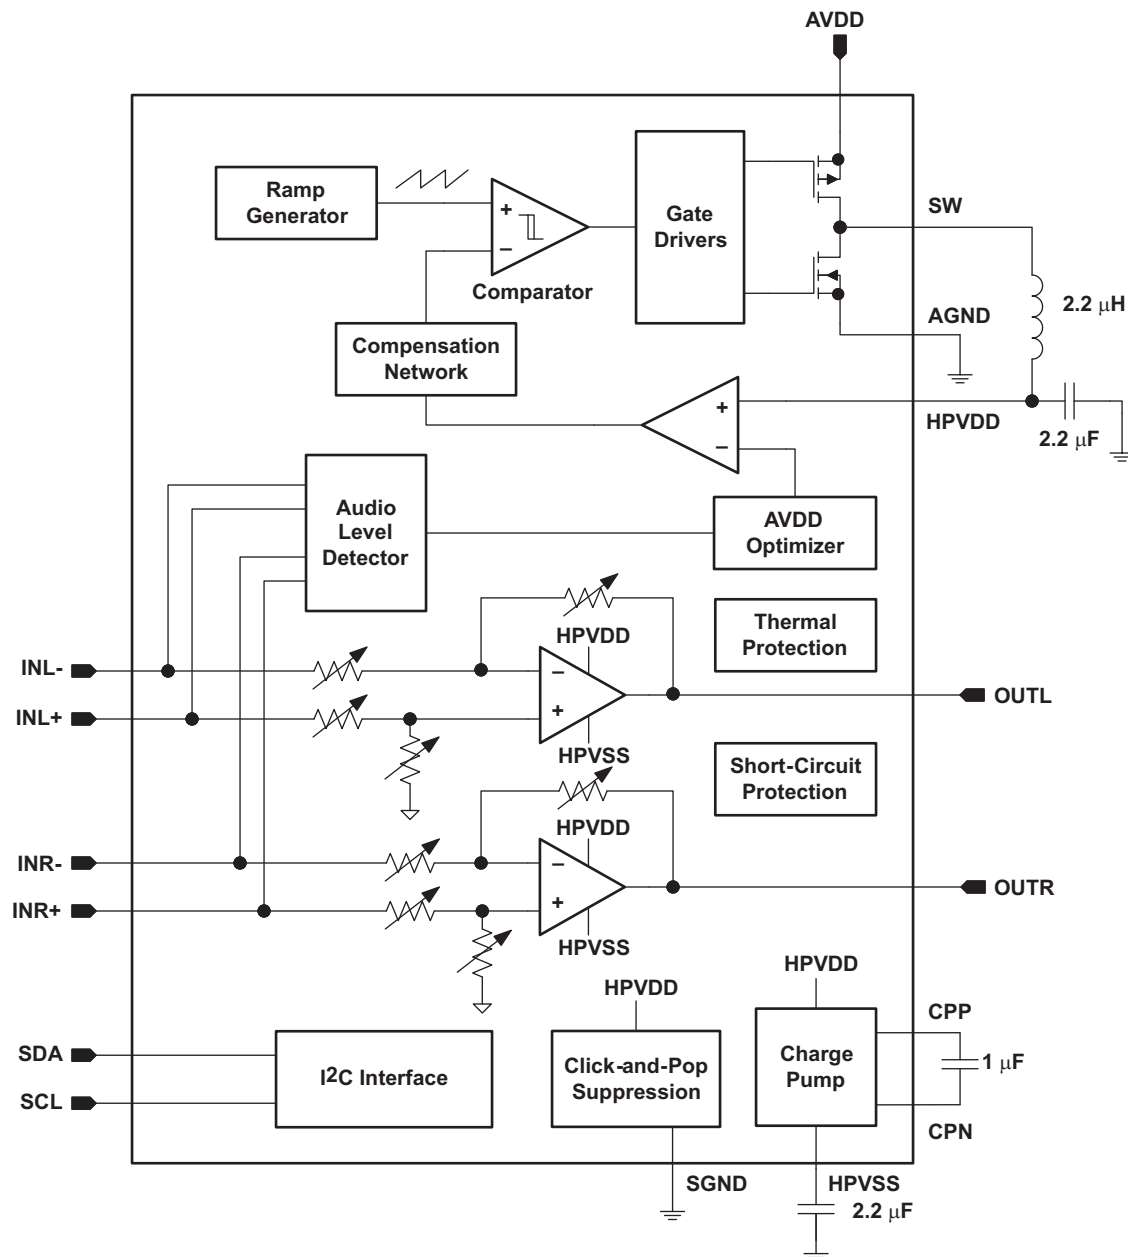 AVDD
Ramp
Generator
+
−
Comparator
Gate
Drivers
SW
AGND
2.2 μH
Compensation
Network
+
−
HPVDD
2.2 μF
Audio
Level
Detector
AVDD
Optimizer
Thermal
Protection
HPVDD
INL-
−
INL+
+
OUTL
HPVSS
Short-Circuit
Protection
HPVDD
INR-
−
INR+
+
OUTR
HPVSS
HPVDD
HPVDD
CPP
SDA
SCL
I2C Interface
Click-and-Pop
Suppression
Charge
Pump
1 μF
CPN
SGND
HPVSS
2.2 μF